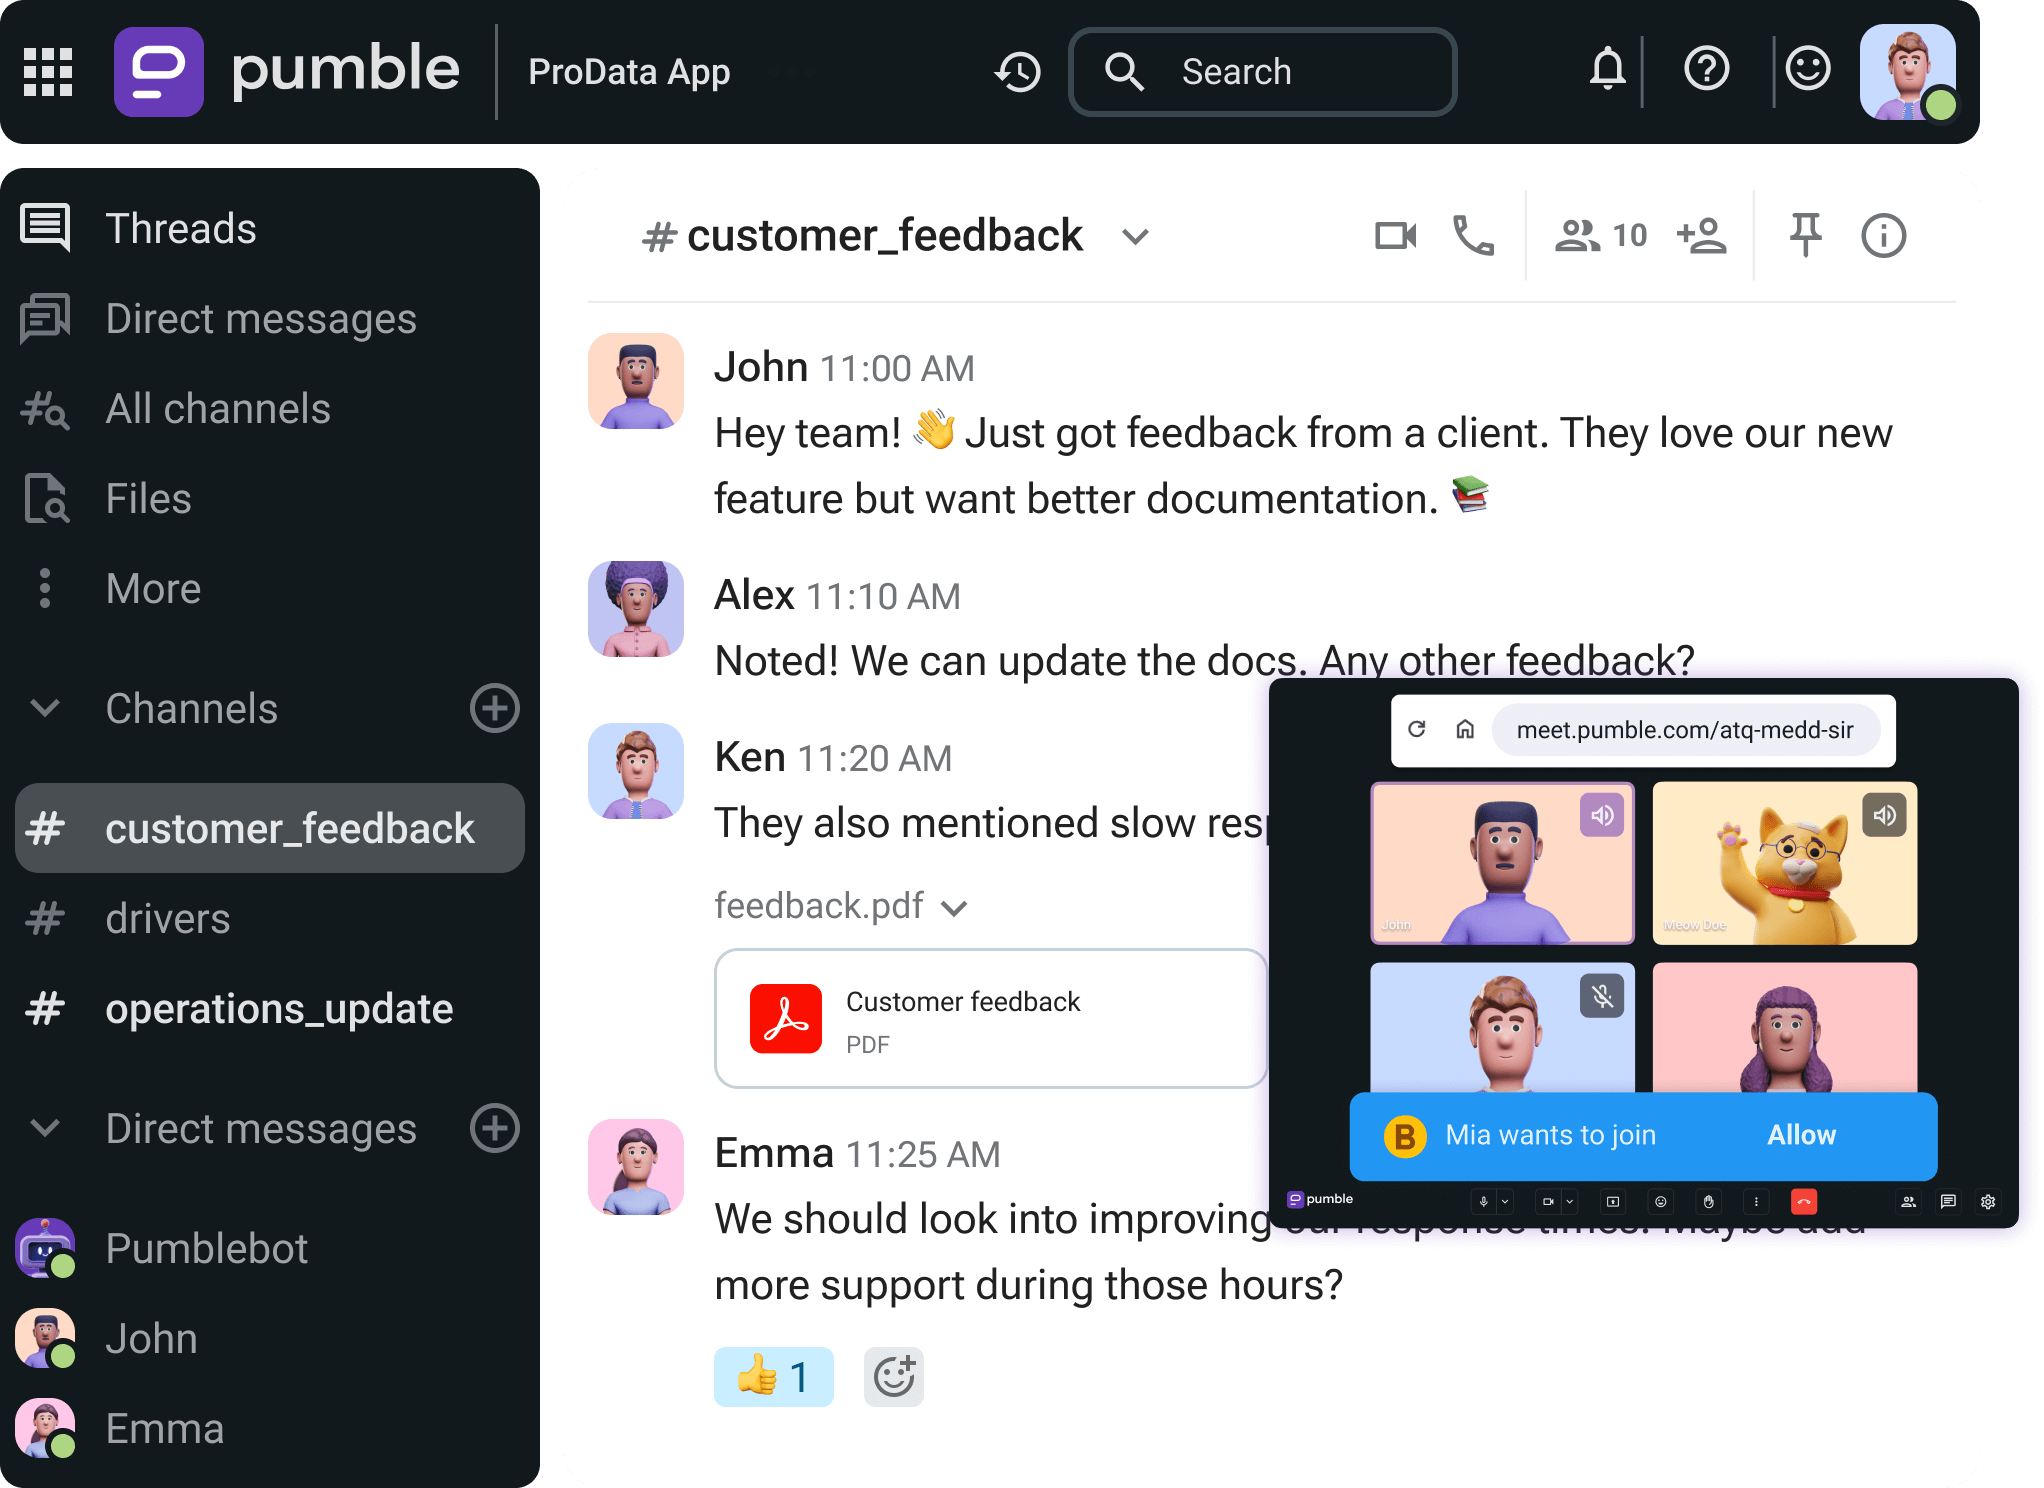 pumble
ProData App
Search
Threads
Direct messages
All channels
Files
More
Channels
# customer_feedback
# drivers
# operations_update
Direct messages
Pumblebot
John
Emma
# customer_feedback
10
John 11:00 AM
Hey team! 👋 Just got feedback from a client. They love our new
feature but want better documentation. 📚
Alex 11:10 AM
Noted! We can update the docs. Any other feedback?
Ken 11:20 AM
They also mentioned slow
feedback.pdf
Customer feedback
PDF
Emma 11:25 AM
We should look into improving our response times. Maybe add
more support during those hours?
👍 1
meet.pumble.com/atq-medd-sir
John
Meow Doe
B Mia wants to join Allow
pumble